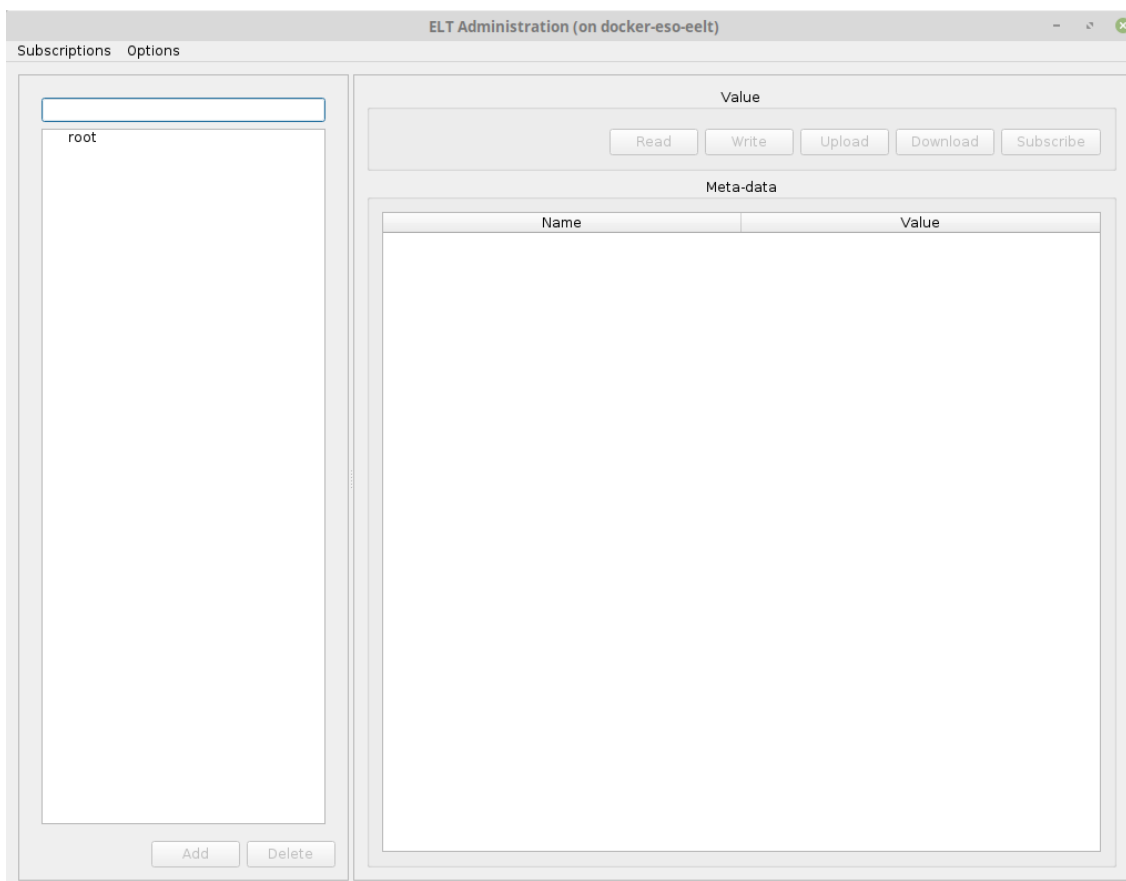 ELT Administration (on docker-eso-eelt)
Subscriptions Options
root
Add Delete
Value
Read Write Upload Download Subscribe
Meta-data
Name Value